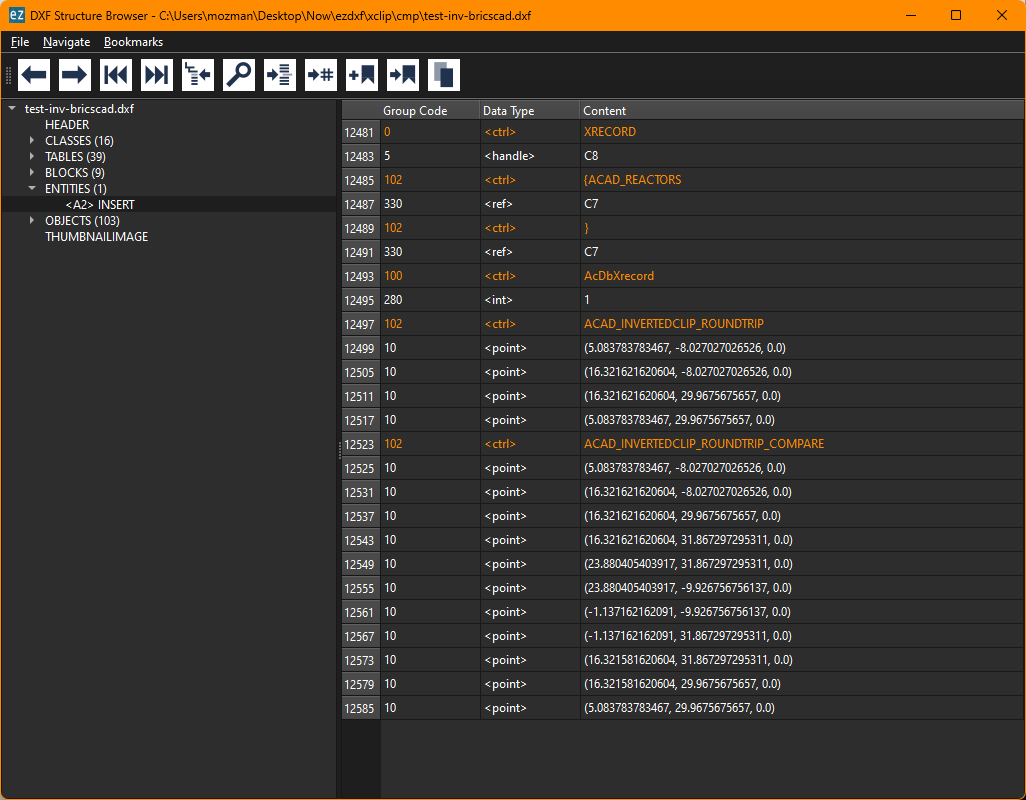 ez DXF Structure Browser - C:\Users\mozman\Desktop\Now\ezdxf\xclip\cmp\test-inv-bricscad.dxf
File Navigate Bookmarks
test-inv-bricscad.dxf
HEADER
CLASSES (16)
TABLES (39)
BLOCKS (9)
ENTITIES (1)
<A2> INSERT
OBJECTS (103)
THUMBNAILIMAGE
Group Code Data Type Content
12481 0 <ctrl> XRECORD
12483 5 <handle> C8
12485 102 <ctrl> {ACAD_REACTORS
12487 330 <ref> C7
12489 102 <ctrl> }
12491 330 <ref> C7
12493 100 <ctrl> AcDbXrecord
12495 280 <int> 1
12497 102 <ctrl> ACAD_INVERTEDCLIP_ROUNDTRIP
12499 10 <point> (5.083783783467, -8.027027026526, 0.0)
12505 10 <point> (16.321621620604, -8.027027026526, 0.0)
12511 10 <point> (16.321621620604, 29.9675675657, 0.0)
12517 10 <point> (5.083783783467, 29.9675675657, 0.0)
12523 102 <ctrl> ACAD_INVERTEDCLIP_ROUNDTRIP_COMPARE
12525 10 <point> (5.083783783467, -8.027027026526, 0.0)
12531 10 <point> (16.321621620604, -8.027027026526, 0.0)
12537 10 <point> (16.321621620604, 29.9675675657, 0.0)
12543 10 <point> (16.321621620604, 31.867297295311, 0.0)
12549 10 <point> (23.880405403917, 31.867297295311, 0.0)
12555 10 <point> (23.880405403917, -9.926756756137, 0.0)
12561 10 <point> (-1.137162162091, -9.926756756137, 0.0)
12567 10 <point> (-1.137162162091, 31.867297295311, 0.0)
12573 10 <point> (16.321581620604, 31.867297295311, 0.0)
12579 10 <point> (16.321581620604, 29.9675675657, 0.0)
12585 10 <point> (5.083783783467, 29.9675675657, 0.0)